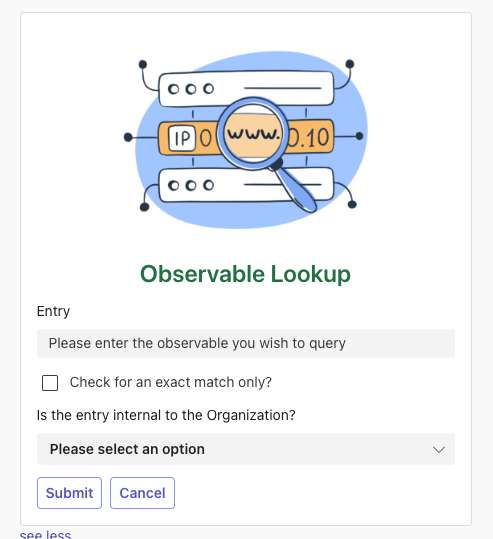 IP 0 www. 0.10
Observable Lookup
Entry
Please enter the observable you wish to query
Check for an exact match only?
Is the entry internal to the Organization?
Please select an option
Submit Cancel
see less